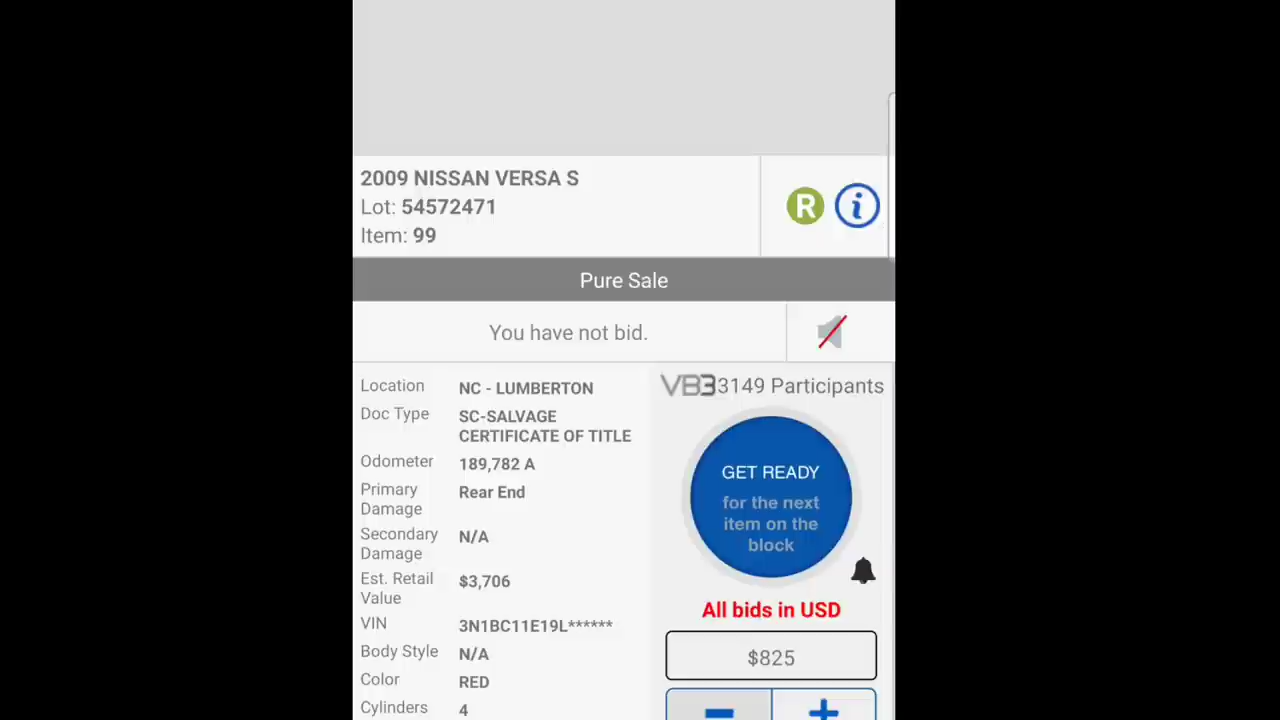 2009 NISSAN VERSA S
Lot: 54572471
Item: 99
R
i
Pure Sale
You have not bid.
Location NC - LUMBERTON
Doc Type SC-SALVAGE
CERTIFICATE OF TITLE
Odometer 189,782 A
Primary
Damage Rear End
Secondary
Damage N/A
Est. Retail
Value $3,706
VIN 3N1BC11E19L******
Body Style N/A
Color RED
Cylinders 4
VB3 3149 Participants
GET READY
for the next
item on the
block
All bids in USD
$825
- +